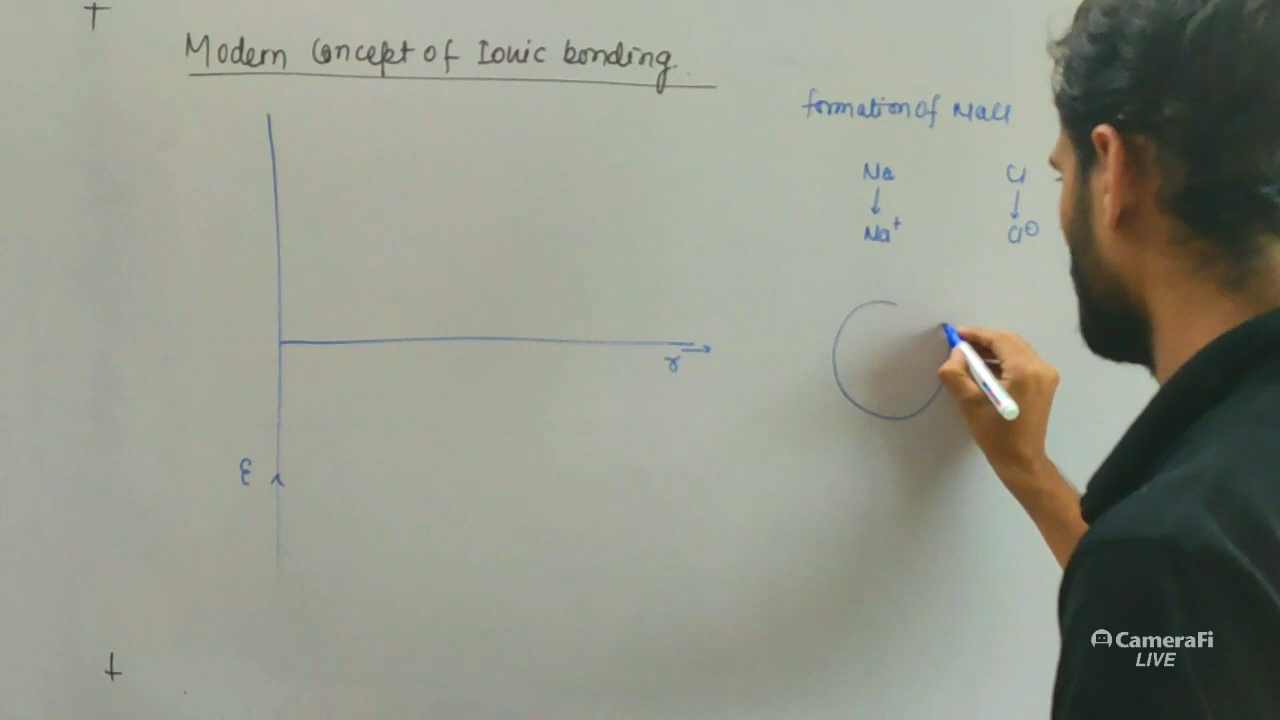 Modern Concept of Ionic bonding.
formation of NaCl
Na Cl
↓ ↓
Na⁺ Cl⊖
r →
E
CameraFi
LIVE